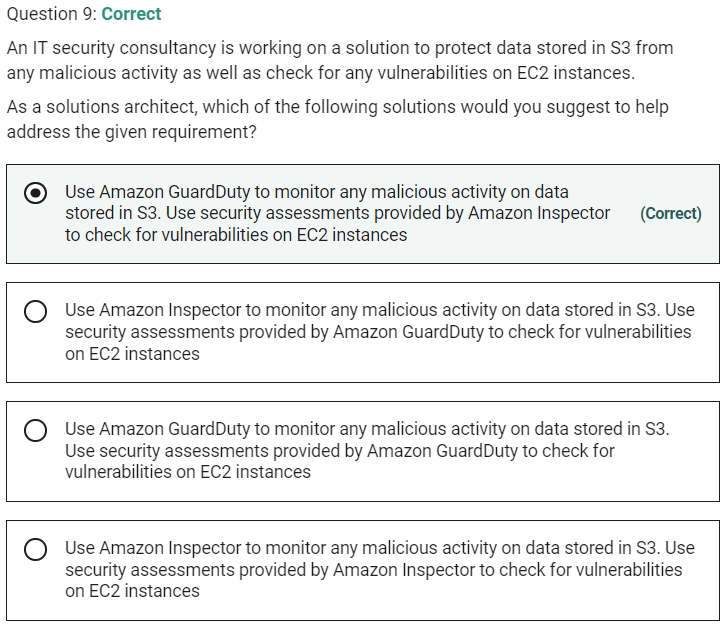 Question 9: Correct
An IT security consultancy is working on a solution to protect data stored in S3 from
any malicious activity as well as check for any vulnerabilities on EC2 instances.
As a solutions architect, which of the following solutions would you suggest to help
address the given requirement?
Use Amazon GuardDuty to monitor any malicious activity on data
stored in S3. Use security assessments provided by Amazon Inspector (Correct)
to check for vulnerabilities on EC2 instances
Use Amazon Inspector to monitor any malicious activity on data stored in S3. Use
security assessments provided by Amazon GuardDuty to check for vulnerabilities
on EC2 instances
Use Amazon GuardDuty to monitor any malicious activity on data stored in S3.
Use security assessments provided by Amazon GuardDuty to check for
vulnerabilities on EC2 instances
Use Amazon Inspector to monitor any malicious activity on data stored in S3. Use
security assessments provided by Amazon Inspector to check for vulnerabilities
on EC2 instances